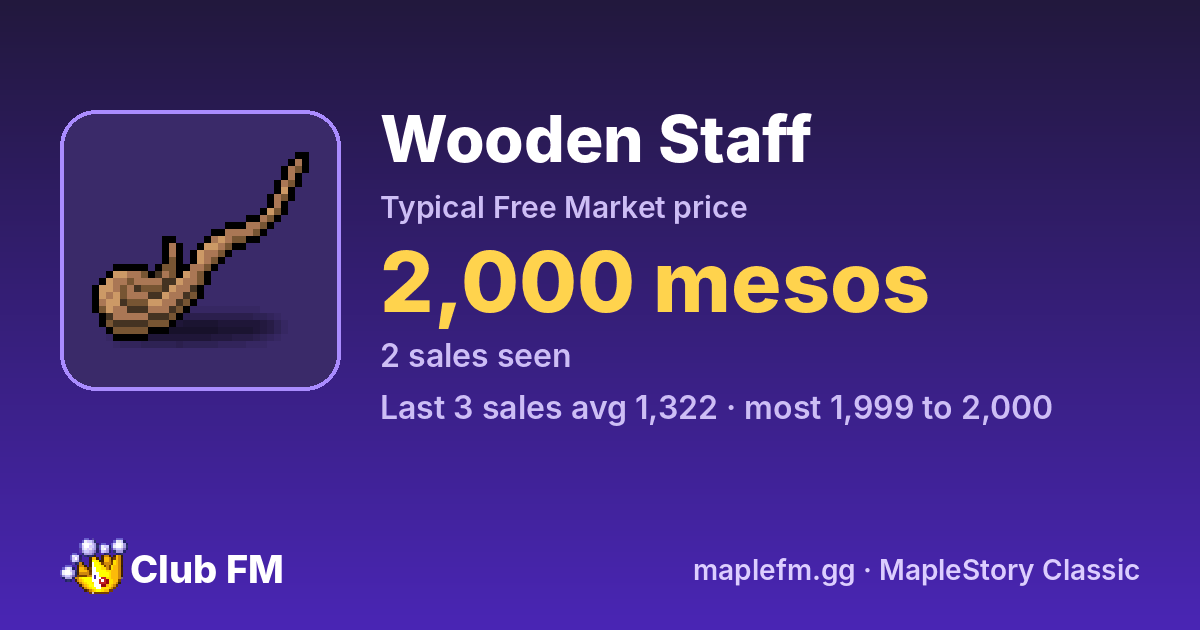 Wooden Staff
Typical Free Market price
2,000 mesos
2 sales seen
Last 3 sales avg 1,322 · most 1,999 to 2,000
Club FM
maplefm.gg · MapleStory Classic